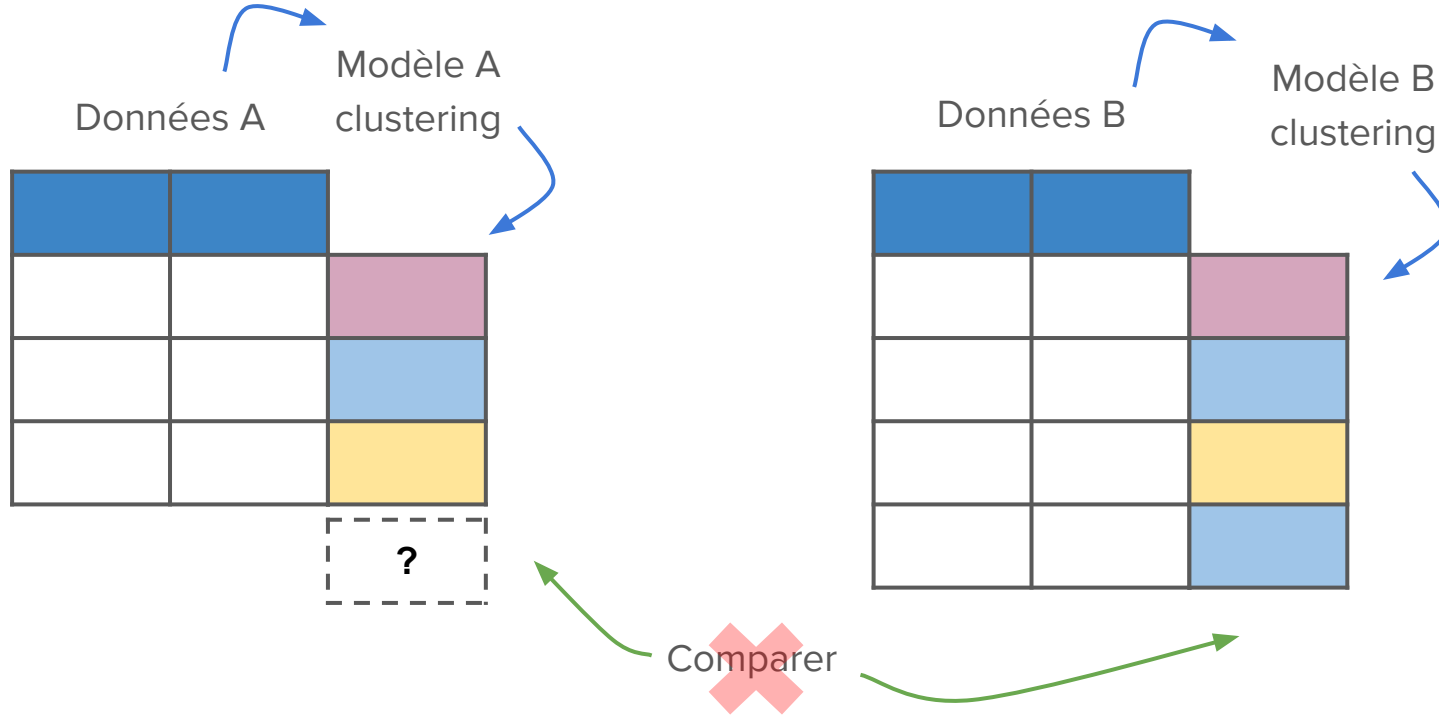 Données A
Modèle A
clustering
Données B
Modèle B
clustering
?
Comparer